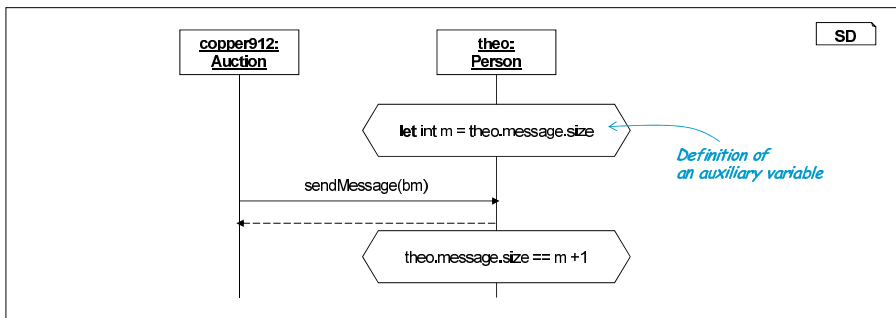 copper912:
Auction
theo:
Person
SD
let int m = theo.message.size
Definition of
an auxiliary variable
sendMessage(bm)
theo.message.size == m +1